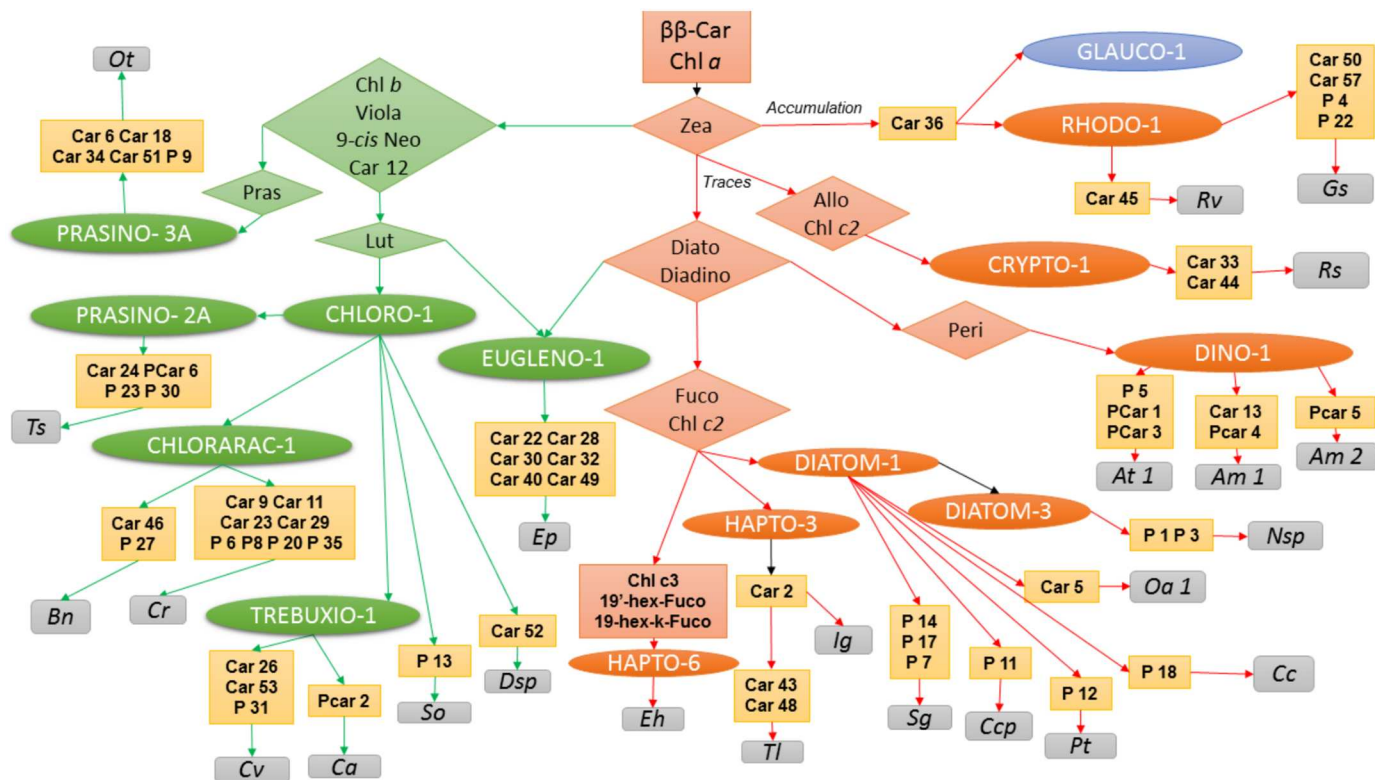 ββ-Car
Chl a
Zea
Accumulation
Traces
Car 36
GLAUCO-1
RHODO-1
Car 50
Car 57
P 4
P 22
Gs
Car 45
Rv
Allo
Chl c2
CRYPTO-1
Car 33
Car 44
Rs
Chl b
Viola
9-cis Neo
Car 12
Pras
Ot
Car 6 Car 18
Car 34 Car 51 P 9
PRASINO- 3A
Lut
CHLORO-1
PRASINO- 2A
Car 24 PCar 6
P 23 P 30
Ts
CHLORARAC-1
Car 46
P 27
Bn
Car 9 Car 11
Car 23 Car 29
P 6 P8 P 20 P 35
Cr
TREBUXIO-1
Car 26
Car 53
P 31
Cv
Pcar 2
Ca
P 13
So
Car 52
Dsp
EUGLENO-1
Car 22 Car 28
Car 30 Car 32
Car 40 Car 49
Ep
Diato
Diadino
Peri
DINO-1
P 5
PCar 1
PCar 3
At 1
Car 13
Pcar 4
Am 1
Pcar 5
Am 2
Fuco
Chl c2
DIATOM-1
DIATOM-3
P 1 P 3
Nsp
Car 5
Oa 1
P 18
Cc
P 12
Pt
P 11
Ccp
P 14
P 17
P 7
Sg
HAPTO-3
Car 2
Ig
Car 43
Car 48
Tl
Chl c3
19'-hex-Fuco
19-hex-k-Fuco
HAPTO-6
Eh